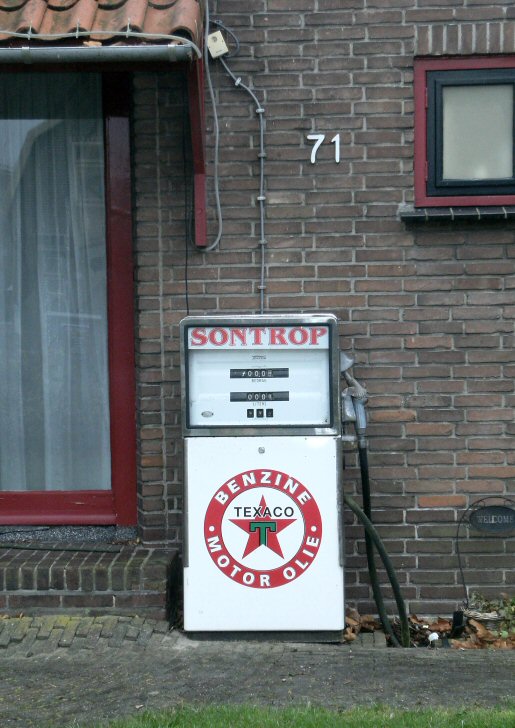 71
SONTROP
BENZINE
TEXACO
T
MOTOR OLIE
WELCOME